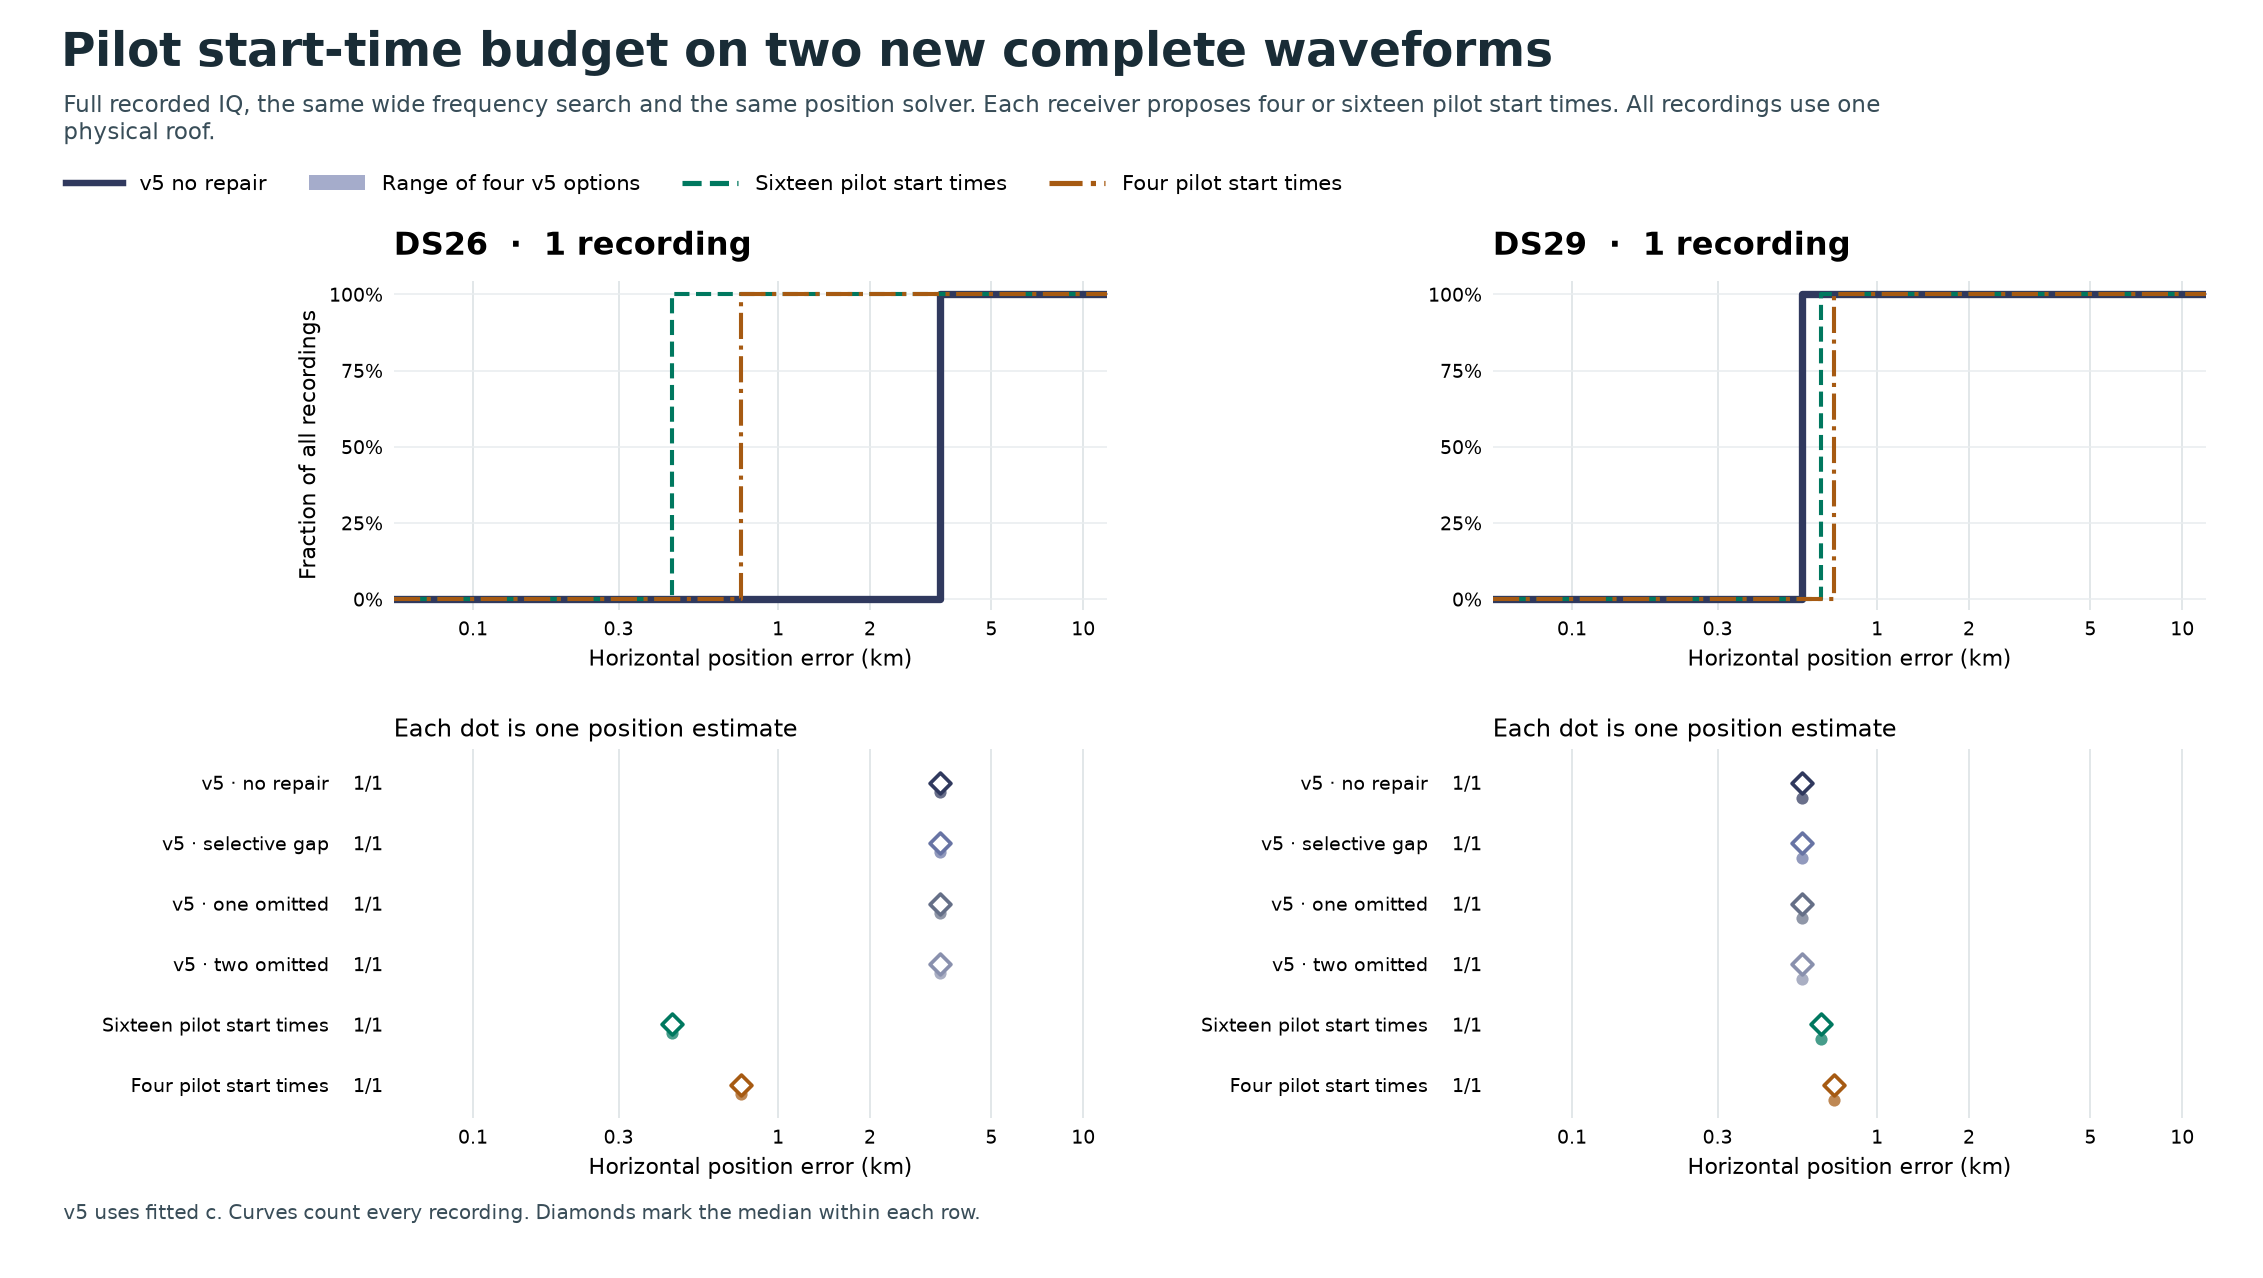 Pilot start-time budget on two new complete waveforms
Full recorded IQ, the same wide frequency search and the same position solver. Each receiver proposes four or sixteen pilot start times. All recordings use one
physical roof.
v5 no repair
Range of four v5 options
Sixteen pilot start times
Four pilot start times
DS26 · 1 recording
Fraction of all recordings
100%
75%
50%
25%
0%
0.1 0.3 1 2 5 10
Horizontal position error (km)
DS29 · 1 recording
100%
75%
50%
25%
0%
0.1 0.3 1 2 5 10
Horizontal position error (km)
Each dot is one position estimate
v5 · no repair 1/1
v5 · selective gap 1/1
v5 · one omitted 1/1
v5 · two omitted 1/1
Sixteen pilot start times 1/1
Four pilot start times 1/1
0.1 0.3 1 2 5 10
Horizontal position error (km)
Each dot is one position estimate
v5 · no repair 1/1
v5 · selective gap 1/1
v5 · one omitted 1/1
v5 · two omitted 1/1
Sixteen pilot start times 1/1
Four pilot start times 1/1
0.1 0.3 1 2 5 10
Horizontal position error (km)
v5 uses fitted c. Curves count every recording. Diamonds mark the median within each row.